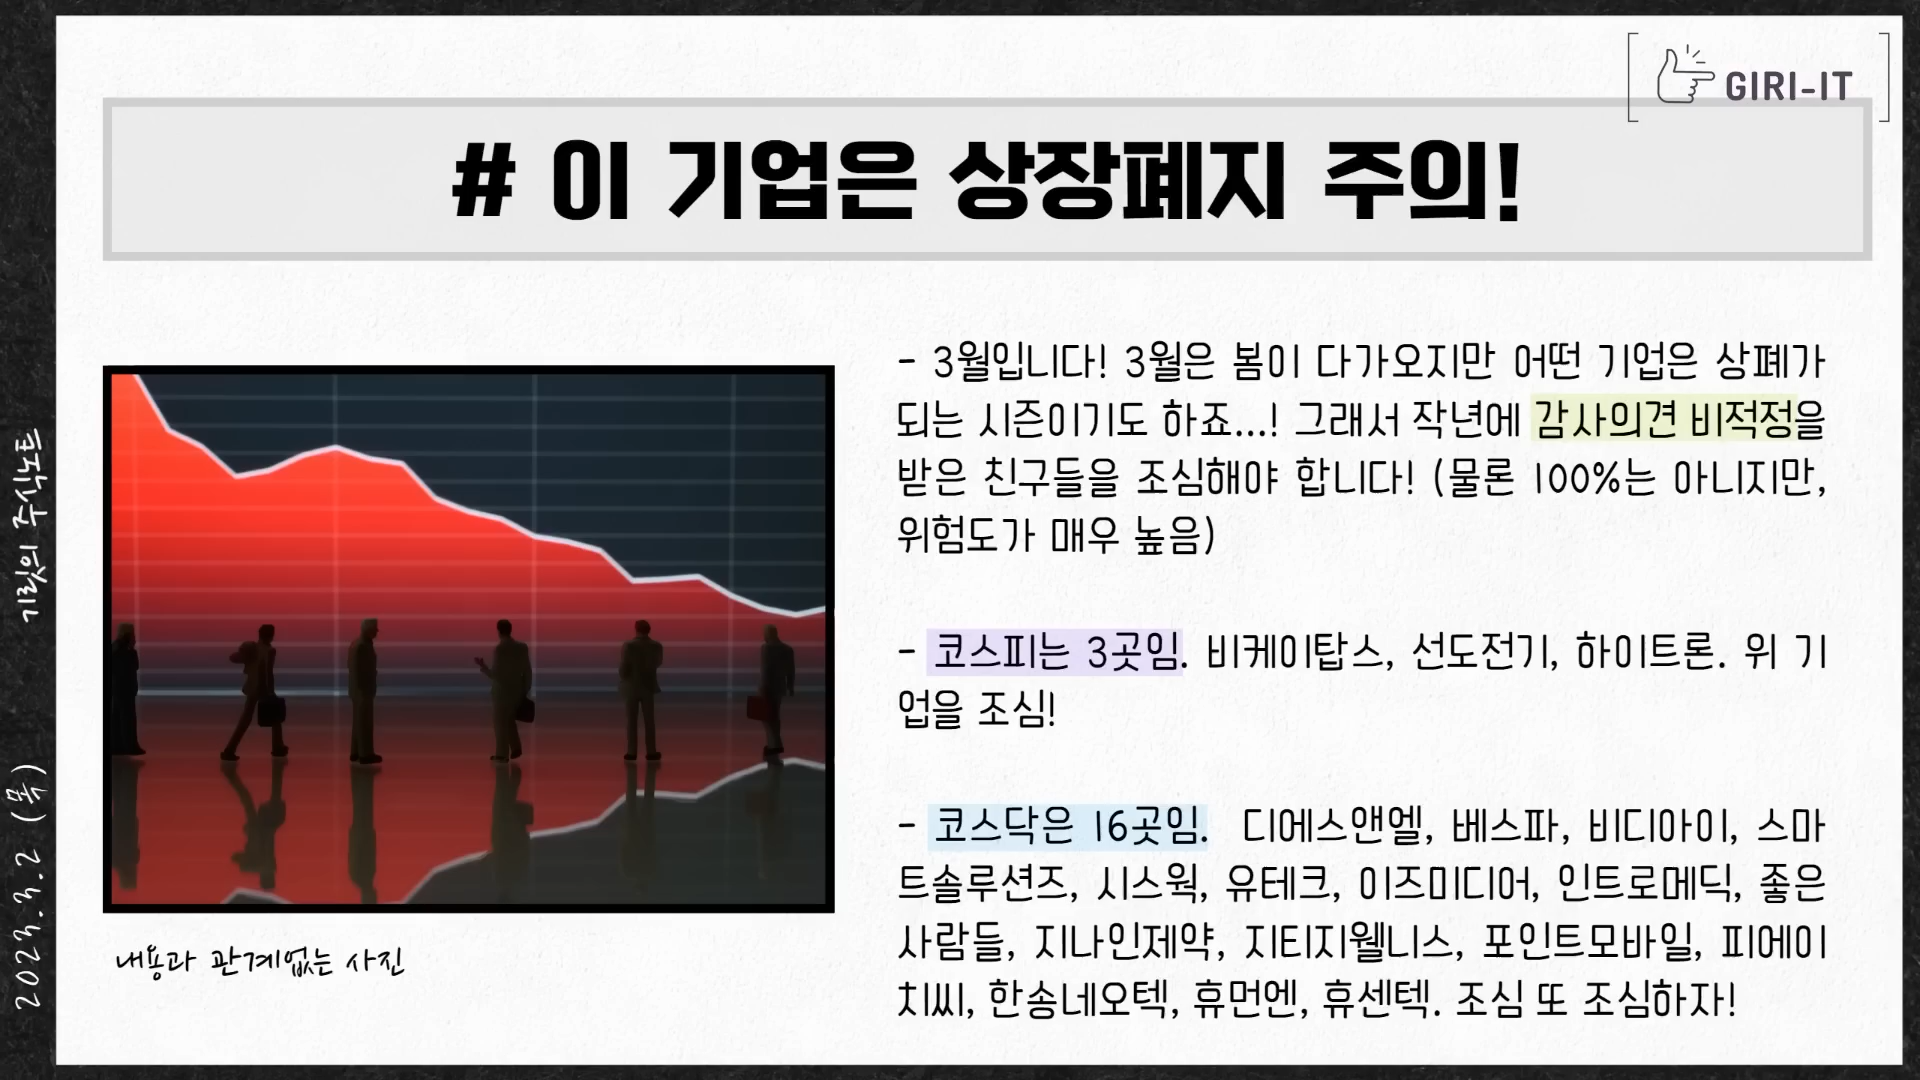 GIRI-IT
# 이 기업은 상장폐지 주의!
- 3월입니다! 3월은 봄이 다가오지만 어떤 기업은 상폐가
되는 시즌이기도 하죠...! 그래서 작년에 감사의견 비적정을
받은 친구들을 조심해야 합니다! (물론 100%는 아니지만,
위험도가 매우 높음)
- 코스피는 3곳임. 비케이탑스, 선도전기, 하이트론. 위 기
업을 조심!
- 코스닥은 16곳임. 디에스앤엘, 베스파, 비디아이, 스마
트솔루션즈, 시스웍, 유테크, 이즈미디어, 인트로메딕, 좋은
사람들, 지나인제약, 지티지웰니스, 포인트모바일, 피에이
치씨, 한송네오텍, 휴먼엔, 휴센텍. 조심 또 조심하자!
내용과 관계없는 사진
기릿의 주식노트
2023.3.2 (목)